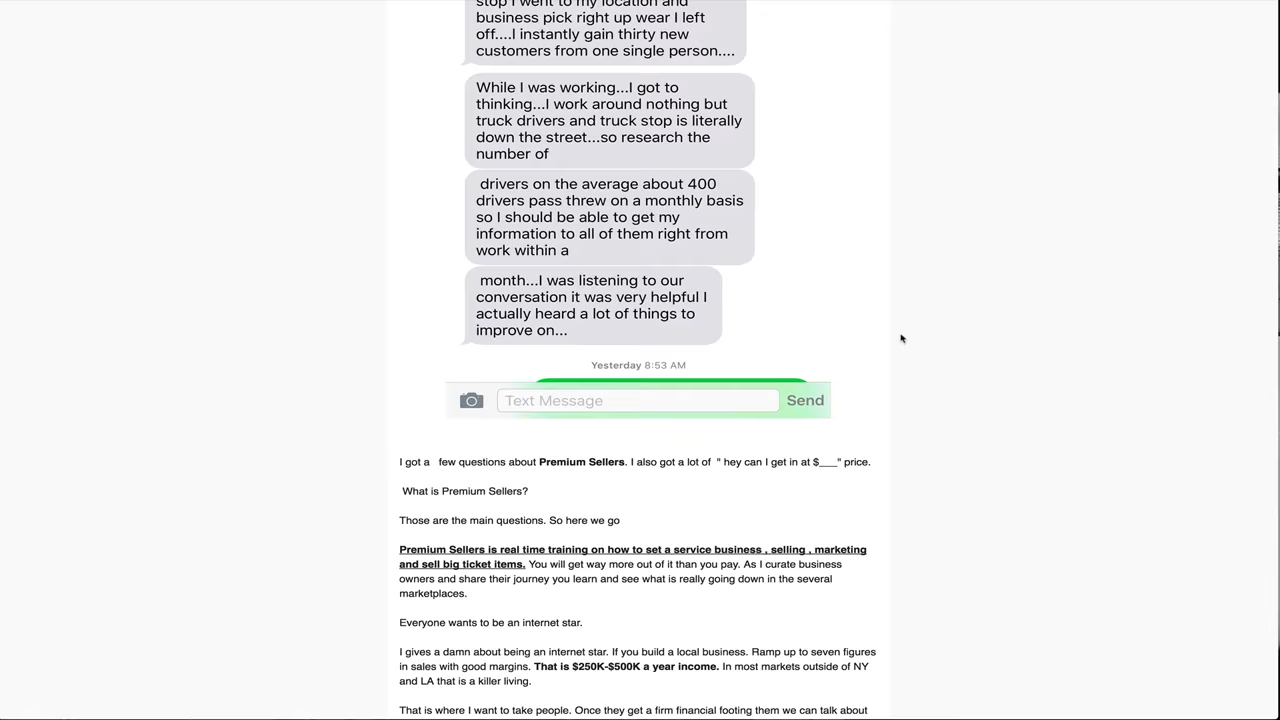 stop I went to my location and
business pick right up wear I left
off....I instantly gain thirty new
customers from one single person....
While I was working...I got to
thinking...I work around nothing but
truck drivers and truck stop is literally
down the street...so research the
number of
drivers on the average about 400
drivers pass threw on a monthly basis
so I should be able to get my
information to all of them right from
work within a
month...I was listening to our
conversation it was very helpful I
actually heard a lot of things to
improve on...
Yesterday 8:53 AM
Text Message
Send
I got a few questions about Premium Sellers. I also got a lot of " hey can I get in at $___" price.
What is Premium Sellers?
Those are the main questions. So here we go
Premium Sellers is real time training on how to set a service business , selling , marketing
and sell big ticket items. You will get way more out of it than you pay. As I curate business
owners and share their journey you learn and see what is really going down in the several
marketplaces.
Everyone wants to be an internet star.
I gives a damn about being an internet star. If you build a local business. Ramp up to seven figures
in sales with good margins. That is $250K-$500K a year income. In most markets outside of NY
and LA that is a killer living.
That is where I want to take people. Once they get a firm financial footing them we can talk about